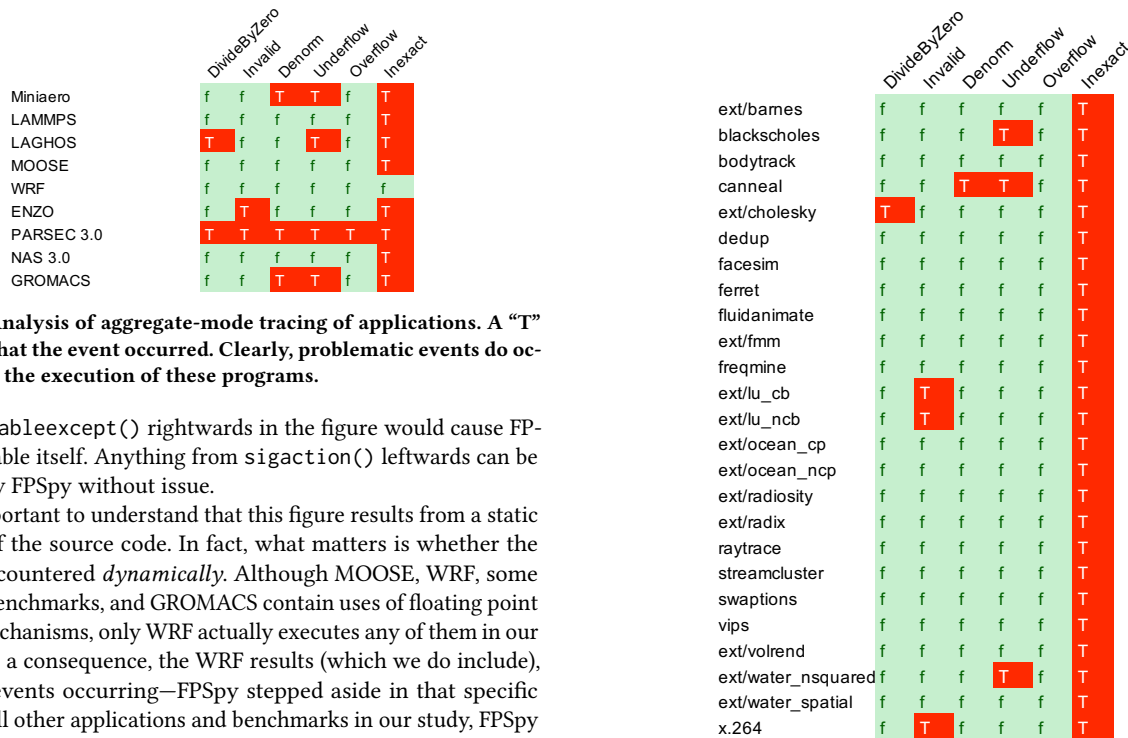 DivideByZero Invalid Denorm Underflow Overflow Inexact
Miniaero f f T T f T
LAMMPS f f f f f T
LAGHOS T f f T f T
MOOSE f f f f f T
WRF f f f f f f
ENZO f T f f f T
PARSEC 3.0 T T T T T T
NAS 3.0 f f f f f T
GROMACS f f T T f T
nalysis of aggregate-mode tracing of applications. A “T”
hat the event occurred. Clearly, problematic events do oc-
the execution of these programs.
ableexcept() rightwards in the figure would cause FP-
able itself. Anything from sigaction() leftwards can be
y FPSpy without issue.
portant to understand that this figure results from a static
f the source code. In fact, what matters is whether the
countered dynamically. Although MOOSE, WRF, some
enchmarks, and GROMACS contain uses of floating point
chanisms, only WRF actually executes any of them in our
a consequence, the WRF results (which we do include),
events occurring—FPSpy stepped aside in that specific
ll other applications and benchmarks in our study, FPSpy
DivideByZero Invalid Denorm Underflow Overflow Inexact
ext/barnes f f f f f T
blackscholes f f f T f T
bodytrack f f f f f T
canneal f f T T f T
ext/cholesky T f f f f T
dedup f f f f f T
facesim f f f f f T
ferret f f f f f T
fluidanimate f f f f f T
ext/fmm f f f f f T
freqmine f f f f f T
ext/lu_cb f T f f f T
ext/lu_ncb f T f f f T
ext/ocean_cp f f f f f T
ext/ocean_ncp f f f f f T
ext/radiosity f f f f f T
ext/radix f f f f f T
raytrace f f f f f T
streamcluster f f f f f T
swaptions f f f f f T
vips f f f f f T
ext/volrend f f f f f T
ext/water_nsquared f f f T f T
ext/water_spatial f f f f f T
x.264 f T f f f T